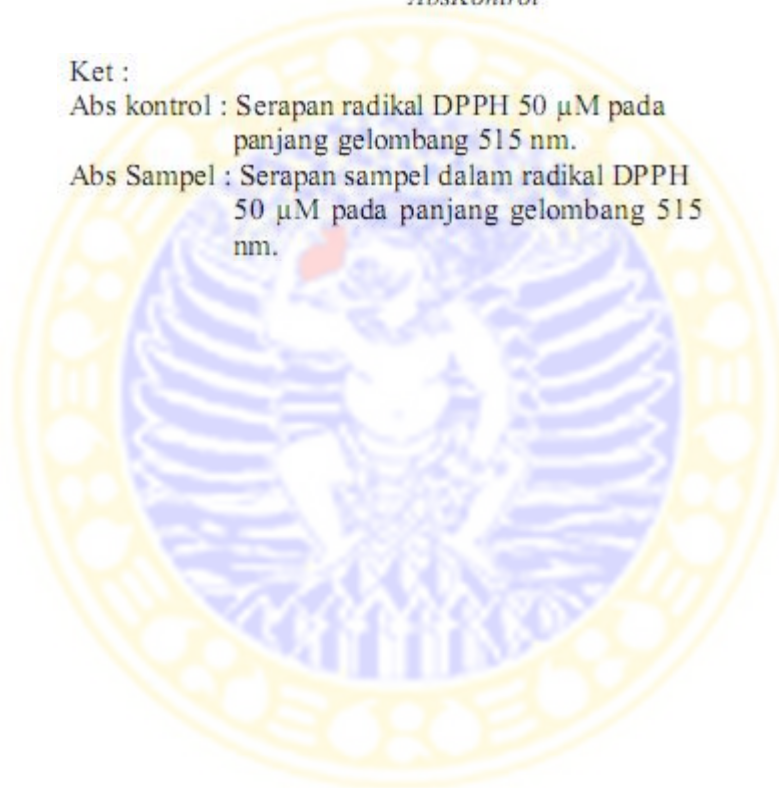 AbsKontrol
Ket :
Abs kontrol : Serapan radikal DPPH 50 µM pada
panjang gelombang 515 nm.
Abs Sampel : Serapan sampel dalam radikal DPPH
50 µM pada panjang gelombang 515
nm.